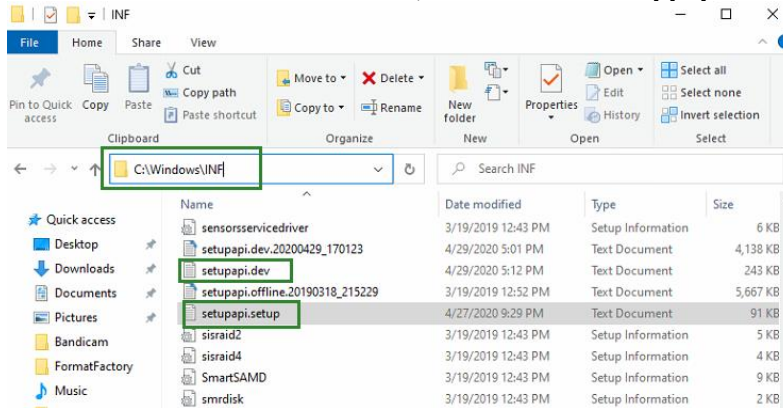 INF
File Home Share View
Pin to Quick access
Copy
Paste
Cut
Copy path
Paste shortcut
Clipboard
Move to
Copy to
Delete
Rename
Organize
New folder
New
Properties
Open
Edit
History
Open
Select all
Select none
Invert selection
Select
C:\Windows\INF
Search INF
Quick access
Desktop
Downloads
Documents
Pictures
Bandicam
FormatFactory
Music
Name Date modified Type Size
sensorsservicedriver 3/19/2019 12:43 PM Setup Information 6 KB
setupapi.dev.20200429_170123 4/29/2020 5:01 PM Text Document 4,138 KB
setupapi.dev 4/29/2020 5:12 PM Text Document 243 KB
setupapi.offline.20190318_215229 3/19/2019 12:52 PM Text Document 5,667 KB
setupapi.setup 4/27/2020 9:29 PM Text Document 91 KB
sisraid2 3/19/2019 12:43 PM Setup Information 5 KB
sisraid4 3/19/2019 12:43 PM Setup Information 4 KB
SmartSAMD 3/19/2019 12:43 PM Setup Information 9 KB
smrdisk 3/19/2019 12:43 PM Setup Information 2 KB